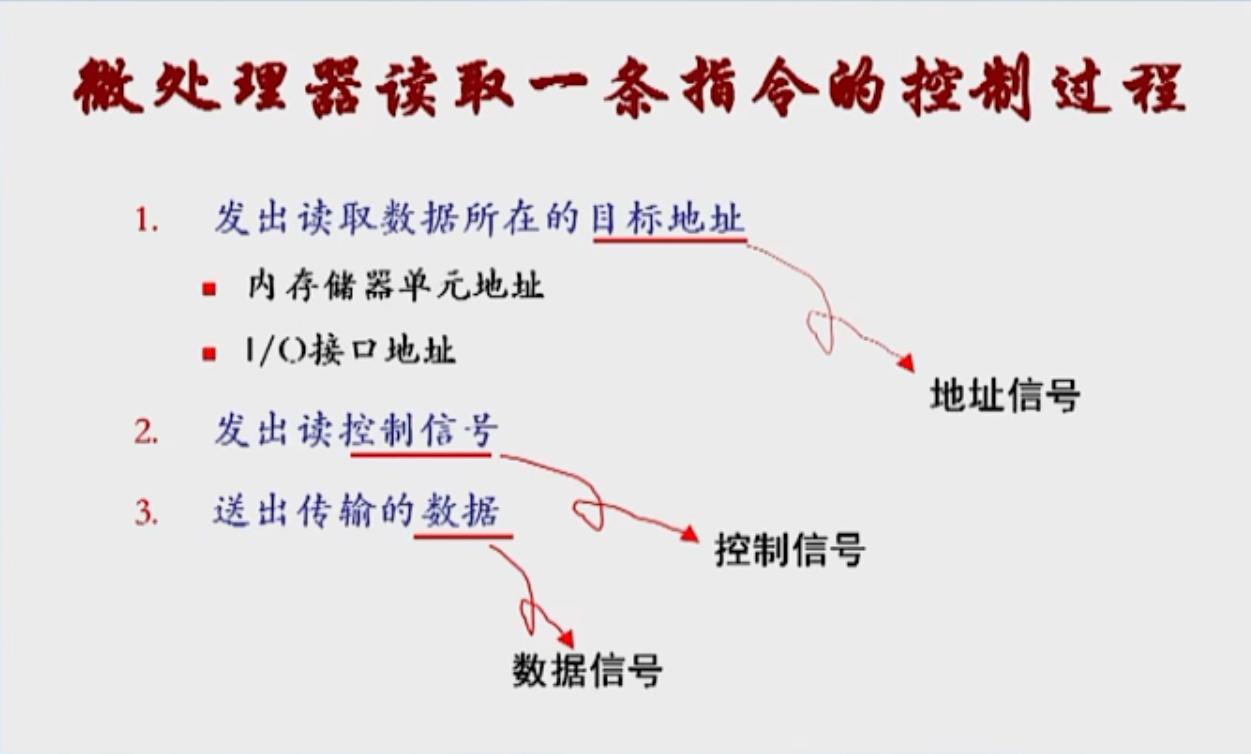 微处理器读取一条指令的控制过程
1. 发出读取数据所在的目标地址
■ 内存储器单元地址
■ I/O接口地址
地址信号
2. 发出读控制信号
3. 送出传输的数据
控制信号
数据信号